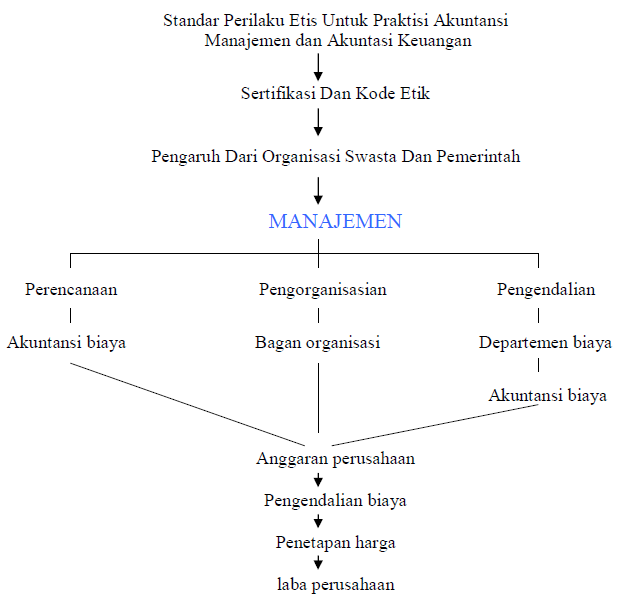 Standar Perilaku Etis Untuk Praktisi Akuntansi
Manajemen dan Akuntasi Keuangan
Sertifikasi Dan Kode Etik
Pengaruh Dari Organisasi Swasta Dan Pemerintah
MANAJEMEN
Perencanaan
Pengorganisasian
Pengendalian
Akuntansi biaya
Bagan organisasi
Departemen biaya
Akuntansi biaya
Anggaran perusahaan
Pengendalian biaya
Penetapan harga
laba perusahaan